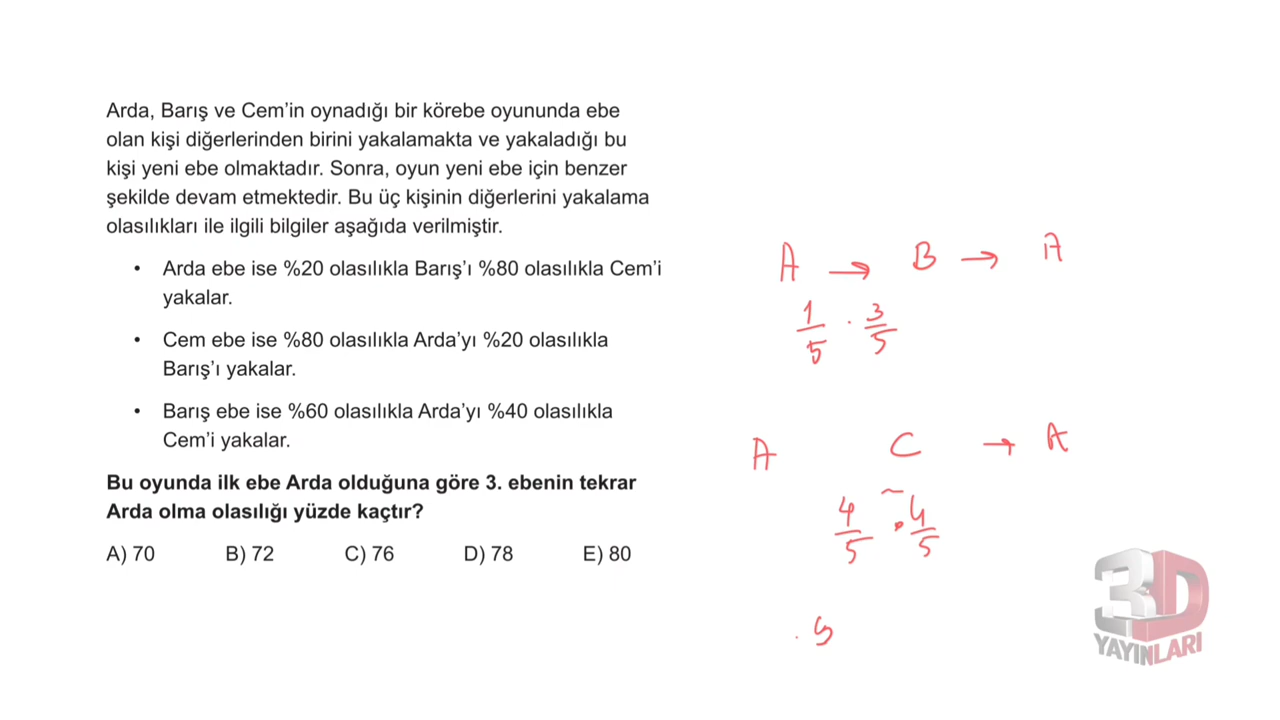 Arda, Barış ve Cem'in oynadığı bir körebe oyununda ebe
olan kişi diğerlerinden birini yakalamakta ve yakaladığı bu
kişi yeni ebe olmaktadır. Sonra, oyun yeni ebe için benzer
şekilde devam etmektedir. Bu üç kişinin diğerlerini yakalama
olasılıkları ile ilgili bilgiler aşağıda verilmiştir.
• Arda ebe ise %20 olasılıkla Barış'ı %80 olasılıkla Cem'i
yakalar.
• Cem ebe ise %80 olasılıkla Arda'yı %20 olasılıkla
Barış'ı yakalar.
• Barış ebe ise %60 olasılıkla Arda'yı %40 olasılıkla
Cem'i yakalar.
Bu oyunda ilk ebe Arda olduğuna göre 3. ebenin tekrar
Arda olma olasılığı yüzde kaçtır?
A) 70 B) 72 C) 76 D) 78 E) 80
A → B → A
1/5 · 3/5
A C → A
4/5 · 4/5
3D
YAYINLARI